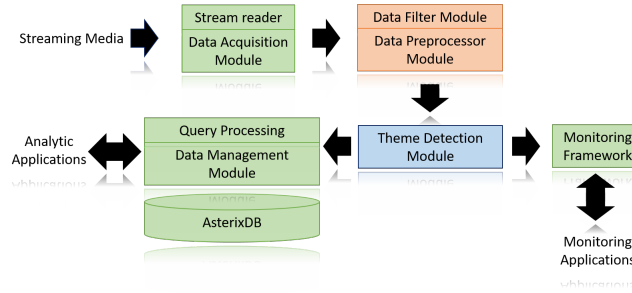 Streaming Media
Stream reader
Data Acquisition
Module
Data Filter Module
Data Preprocessor
Module
Analytic
Applications
Query Processing
Data Management
Module
AsterixDB
Theme Detection
Module
Monitoring
Framework
Monitoring
Applications